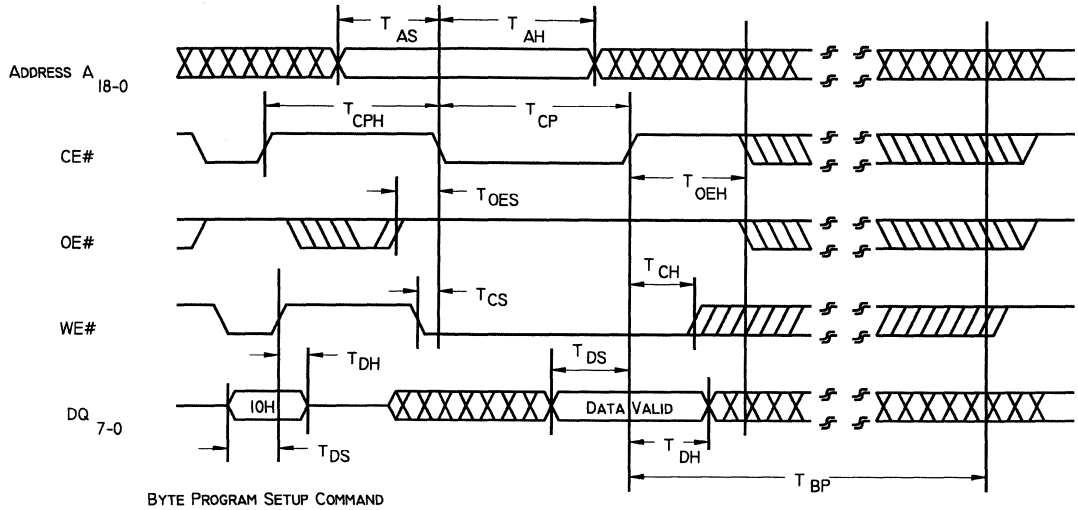 T AS
T AH
ADDRESS A 18-0
T CPH
T CP
CE#
T OES
T OEH
OE#
T CH
T CS
WE#
T DH
T DS
10H
DATA VALID
DQ 7-0
T DS
T DH
T BP
BYTE PROGRAM SETUP COMMAND